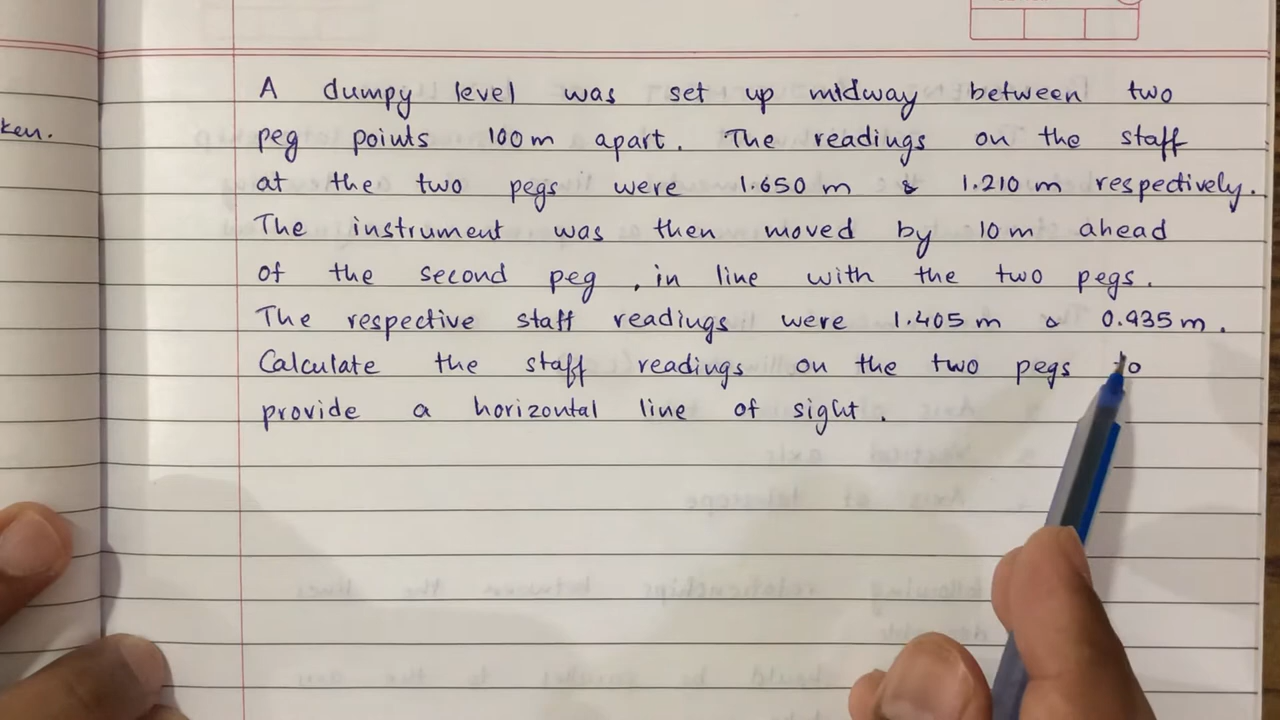 ken.
A dumpy level was set up midway between two
peg points 100m apart. The readings on the staff
at the two pegs were 1.650 m & 1.210 m respectively.
The instrument was then moved by 10m ahead
of the second peg , in line with the two pegs.
The respective staff readings were 1.405 m & 0.935 m.
Calculate the staff readings on the two pegs to
provide a horizontal line of sight.